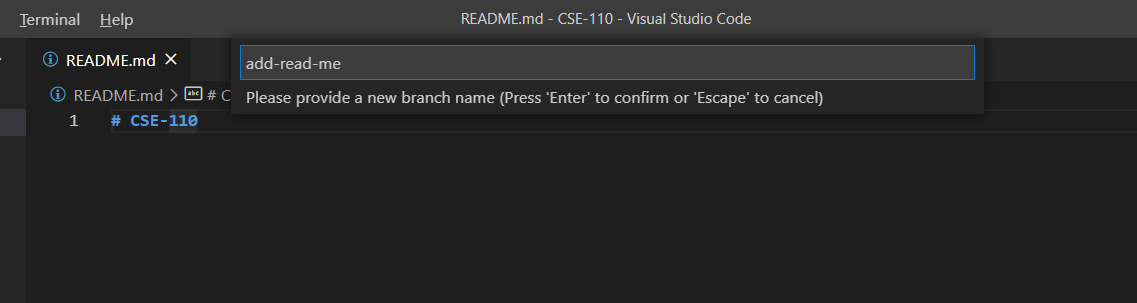 Terminal Help README.md - CSE-110 - Visual Studio Code
README.md
add-read-me
README.md > # C
Please provide a new branch name (Press 'Enter' to confirm or 'Escape' to cancel)
1 # CSE-110